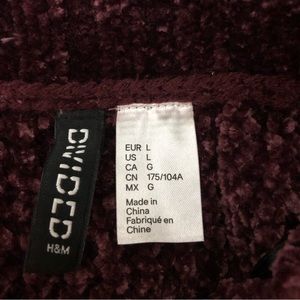 DIVIDED
H&M
EUR L
US L
CA G
CN 175/104A
MX G
Made in
China
Fabriqué en
Chine